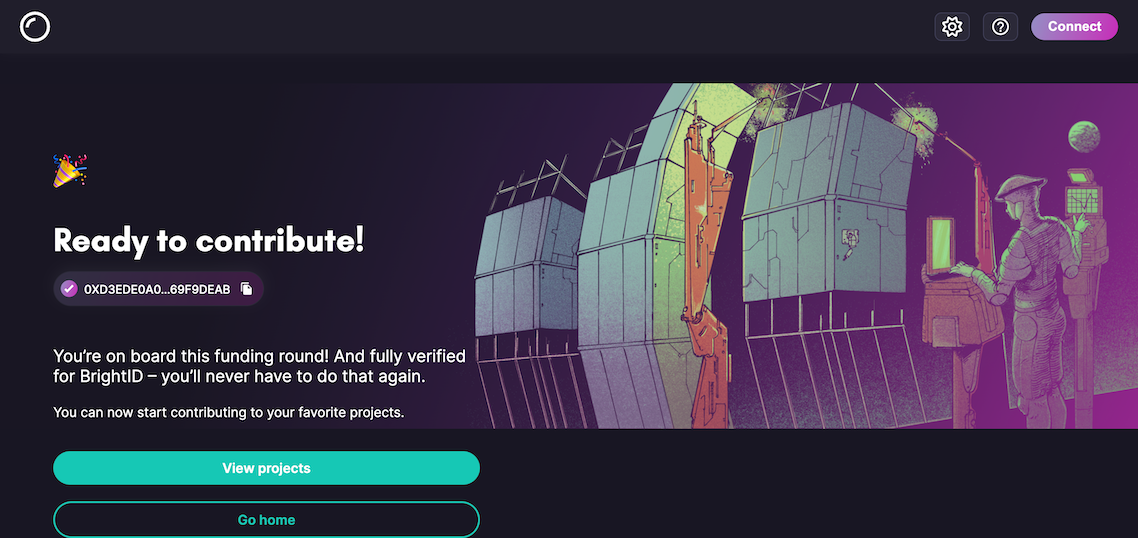 Connect
Ready to contribute!
0XD3EDE0A0...69F9DEAB
You’re on board this funding round! And fully verified
for BrightID – you’ll never have to do that again.
You can now start contributing to your favorite projects.
View projects
Go home